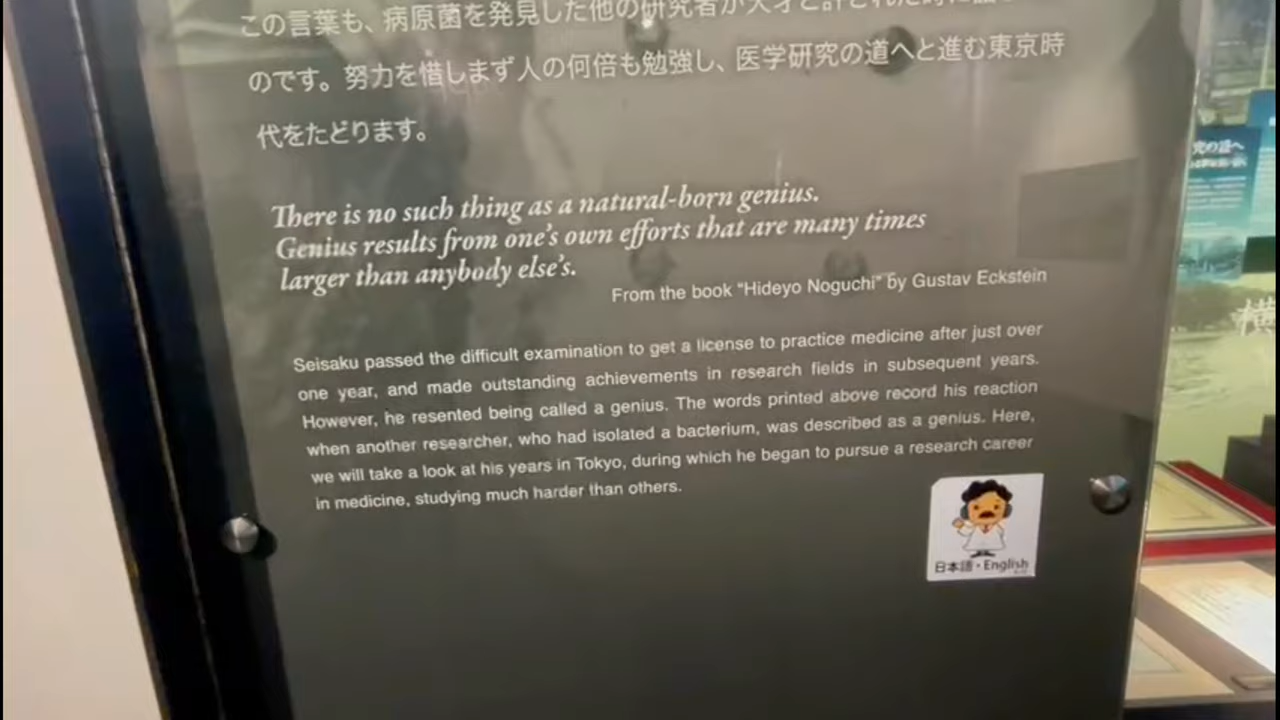 この言葉も、病原菌を発見した他の研究者が天才と評された時に
のです。努力を惜しまず人の何倍も勉強し、医学研究の道へと進む東京時
代をたどります。
There is no such thing as a natural-born genius.
Genius results from one's own efforts that are many times
larger than anybody else's.
From the book "Hideyo Noguchi" by Gustav Eckstein
Seisaku passed the difficult examination to get a license to practice medicine after just over
one year, and made outstanding achievements in research fields in subsequent years.
However, he resented being called a genius. The words printed above record his reaction
when another researcher, who had isolated a bacterium, was described as a genius. Here,
we will take a look at his years in Tokyo, during which he began to pursue a research career
in medicine, studying much harder than others.
日本語・English
究の道へ
横